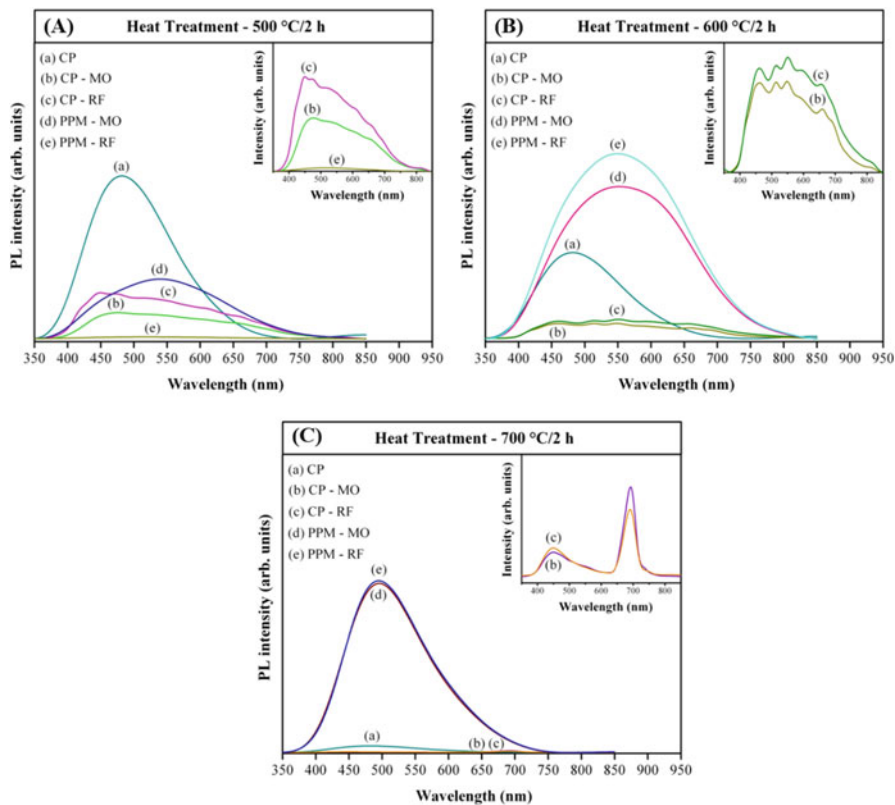 (A) Heat Treatment - 500 °C/2 h
(a) CP
(b) CP - MO
(c) CP - RF
(d) PPM - MO
(e) PPM - RF
PL intensity (arb. units)
(a)
(b)
(c)
(d)
(e)
350 400 450 500 550 600 650 700 750 800 850 900 950
Wavelength (nm)
Intensity (arb. units)
(c)
(b)
(e)
400 500 600 700 800
Wavelength (nm)
(B) Heat Treatment - 600 °C/2 h
(a) CP
(b) CP - MO
(c) CP - RF
(d) PPM - MO
(e) PPM - RF
PL intensity (arb. units)
(e)
(d)
(a)
(c)
(b)
350 400 450 500 550 600 650 700 750 800 850 900 950
Wavelength (nm)
Intensity (arb. units)
(c)
(b)
400 500 600 700 800
Wavelength (nm)
(C) Heat Treatment - 700 °C/2 h
(a) CP
(b) CP - MO
(c) CP - RF
(d) PPM - MO
(e) PPM - RF
PL intensity (arb. units)
(e)
(d)
(a)
(b) (c)
350 400 450 500 550 600 650 700 750 800 850 900 950
Wavelength (nm)
Intensity (arb. units)
(c)
(b)
400 500 600 700 800
Wavelength (nm)